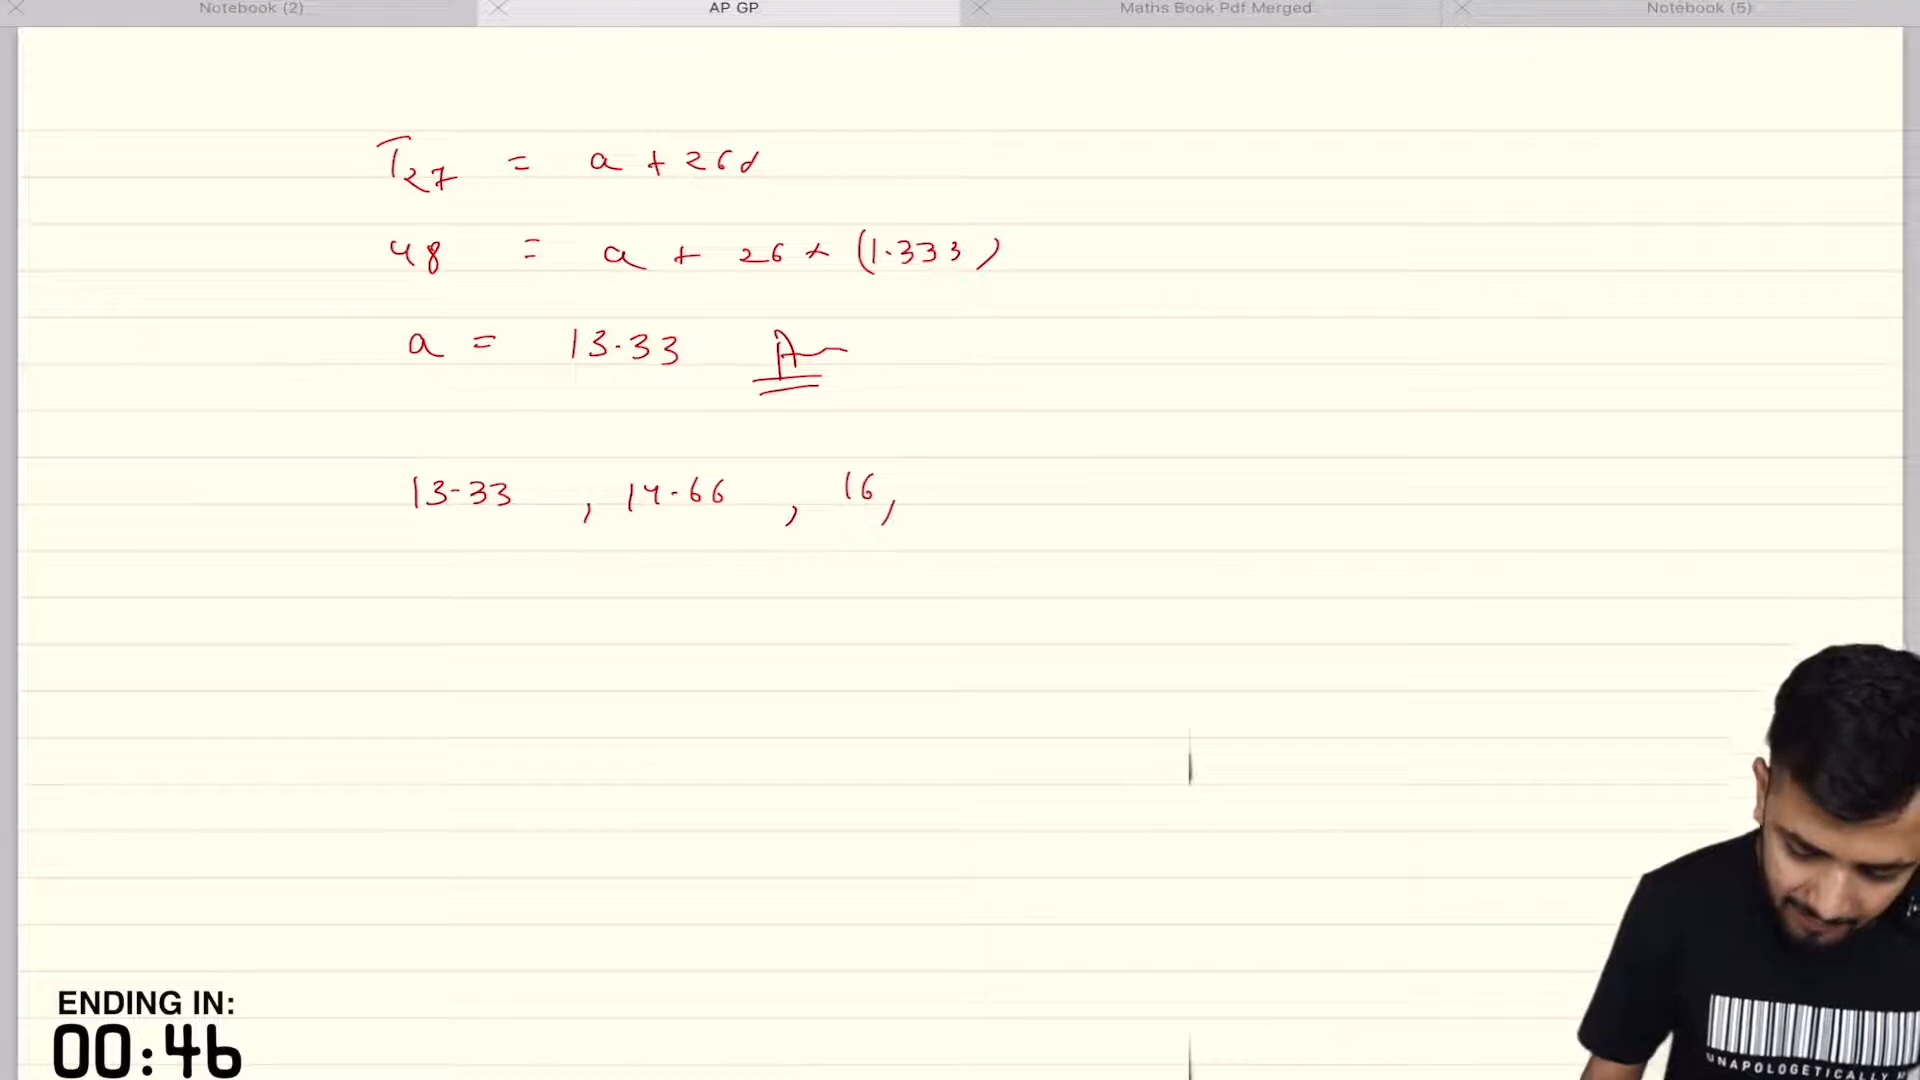 Notebook (2) AP GP Maths Book Pdf Merged Notebook (5)
T27 = a + 26d
48 = a + 26 × (1.333)
a = 13.33 A
13.33 , 14.66 , 16,
ENDING IN:
00:46
UNAPOLOGETICALLY